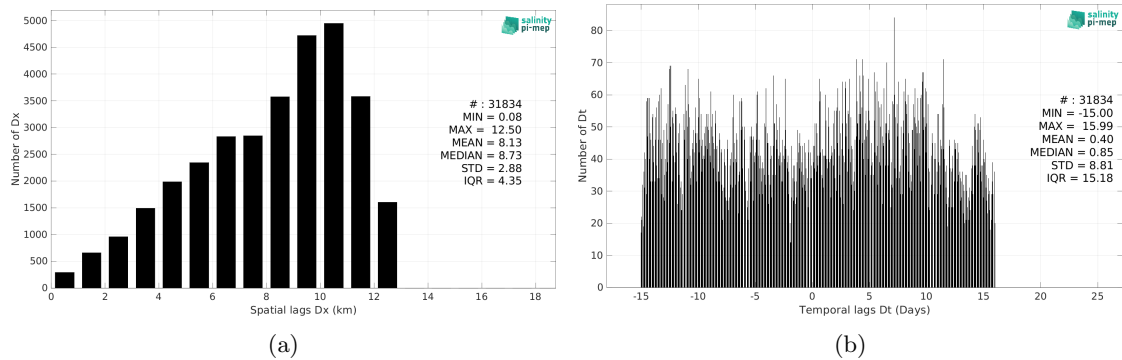 5000
4500
4000
3500
3000
2500
2000
1500
1000
500
0
Number of Dx
salinity
pi-mep
# : 31834
MIN = 0.08
MAX = 12.50
MEAN = 8.13
MEDIAN = 8.73
STD = 2.88
IQR = 4.35
0 2 4 6 8 10 12 14 16 18
Spatial lags Dx (km)
(a)
80
70
60
50
40
30
20
10
0
Number of Dt
salinity
pi-mep
# : 31834
MIN = -15.00
MAX = 15.99
MEAN = 0.40
MEDIAN = 0.85
STD = 8.81
IQR = 15.18
-15 -10 -5 0 5 10 15 20 25
Temporal lags Dt (Days)
(b)